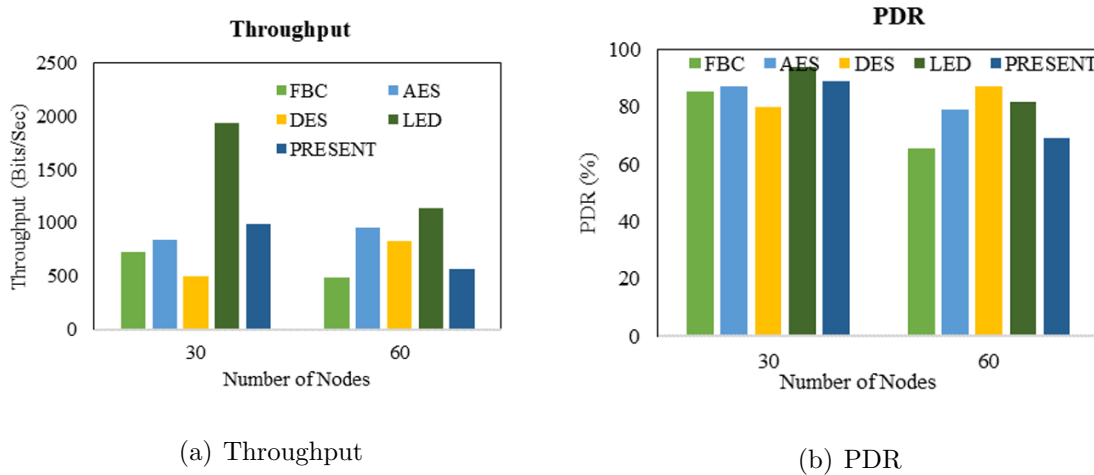 Throughput
Throughput (Bits/Sec)
2500
2000
1500
1000
500
0
FBC AES
DES LED
PRESENT
30 60
Number of Nodes
(a) Throughput
PDR
PDR (%)
100
80
60
40
20
0
FBC AES DES LED PRESENT
30 60
Number of Nodes
(b) PDR